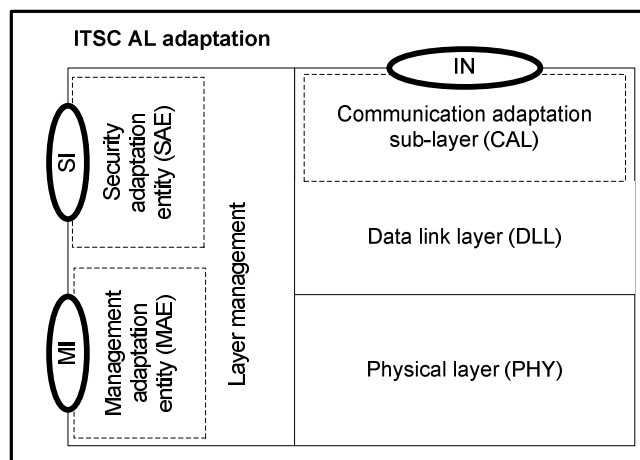 ITSC AL adaptation
IN
Communication adaptation
sub-layer (CAL)
SI
Security
adaptation
entity (SAE)
Data link layer (DLL)
Layer management
MI
Management
adaptation
entity (MAE)
Physical layer (PHY)